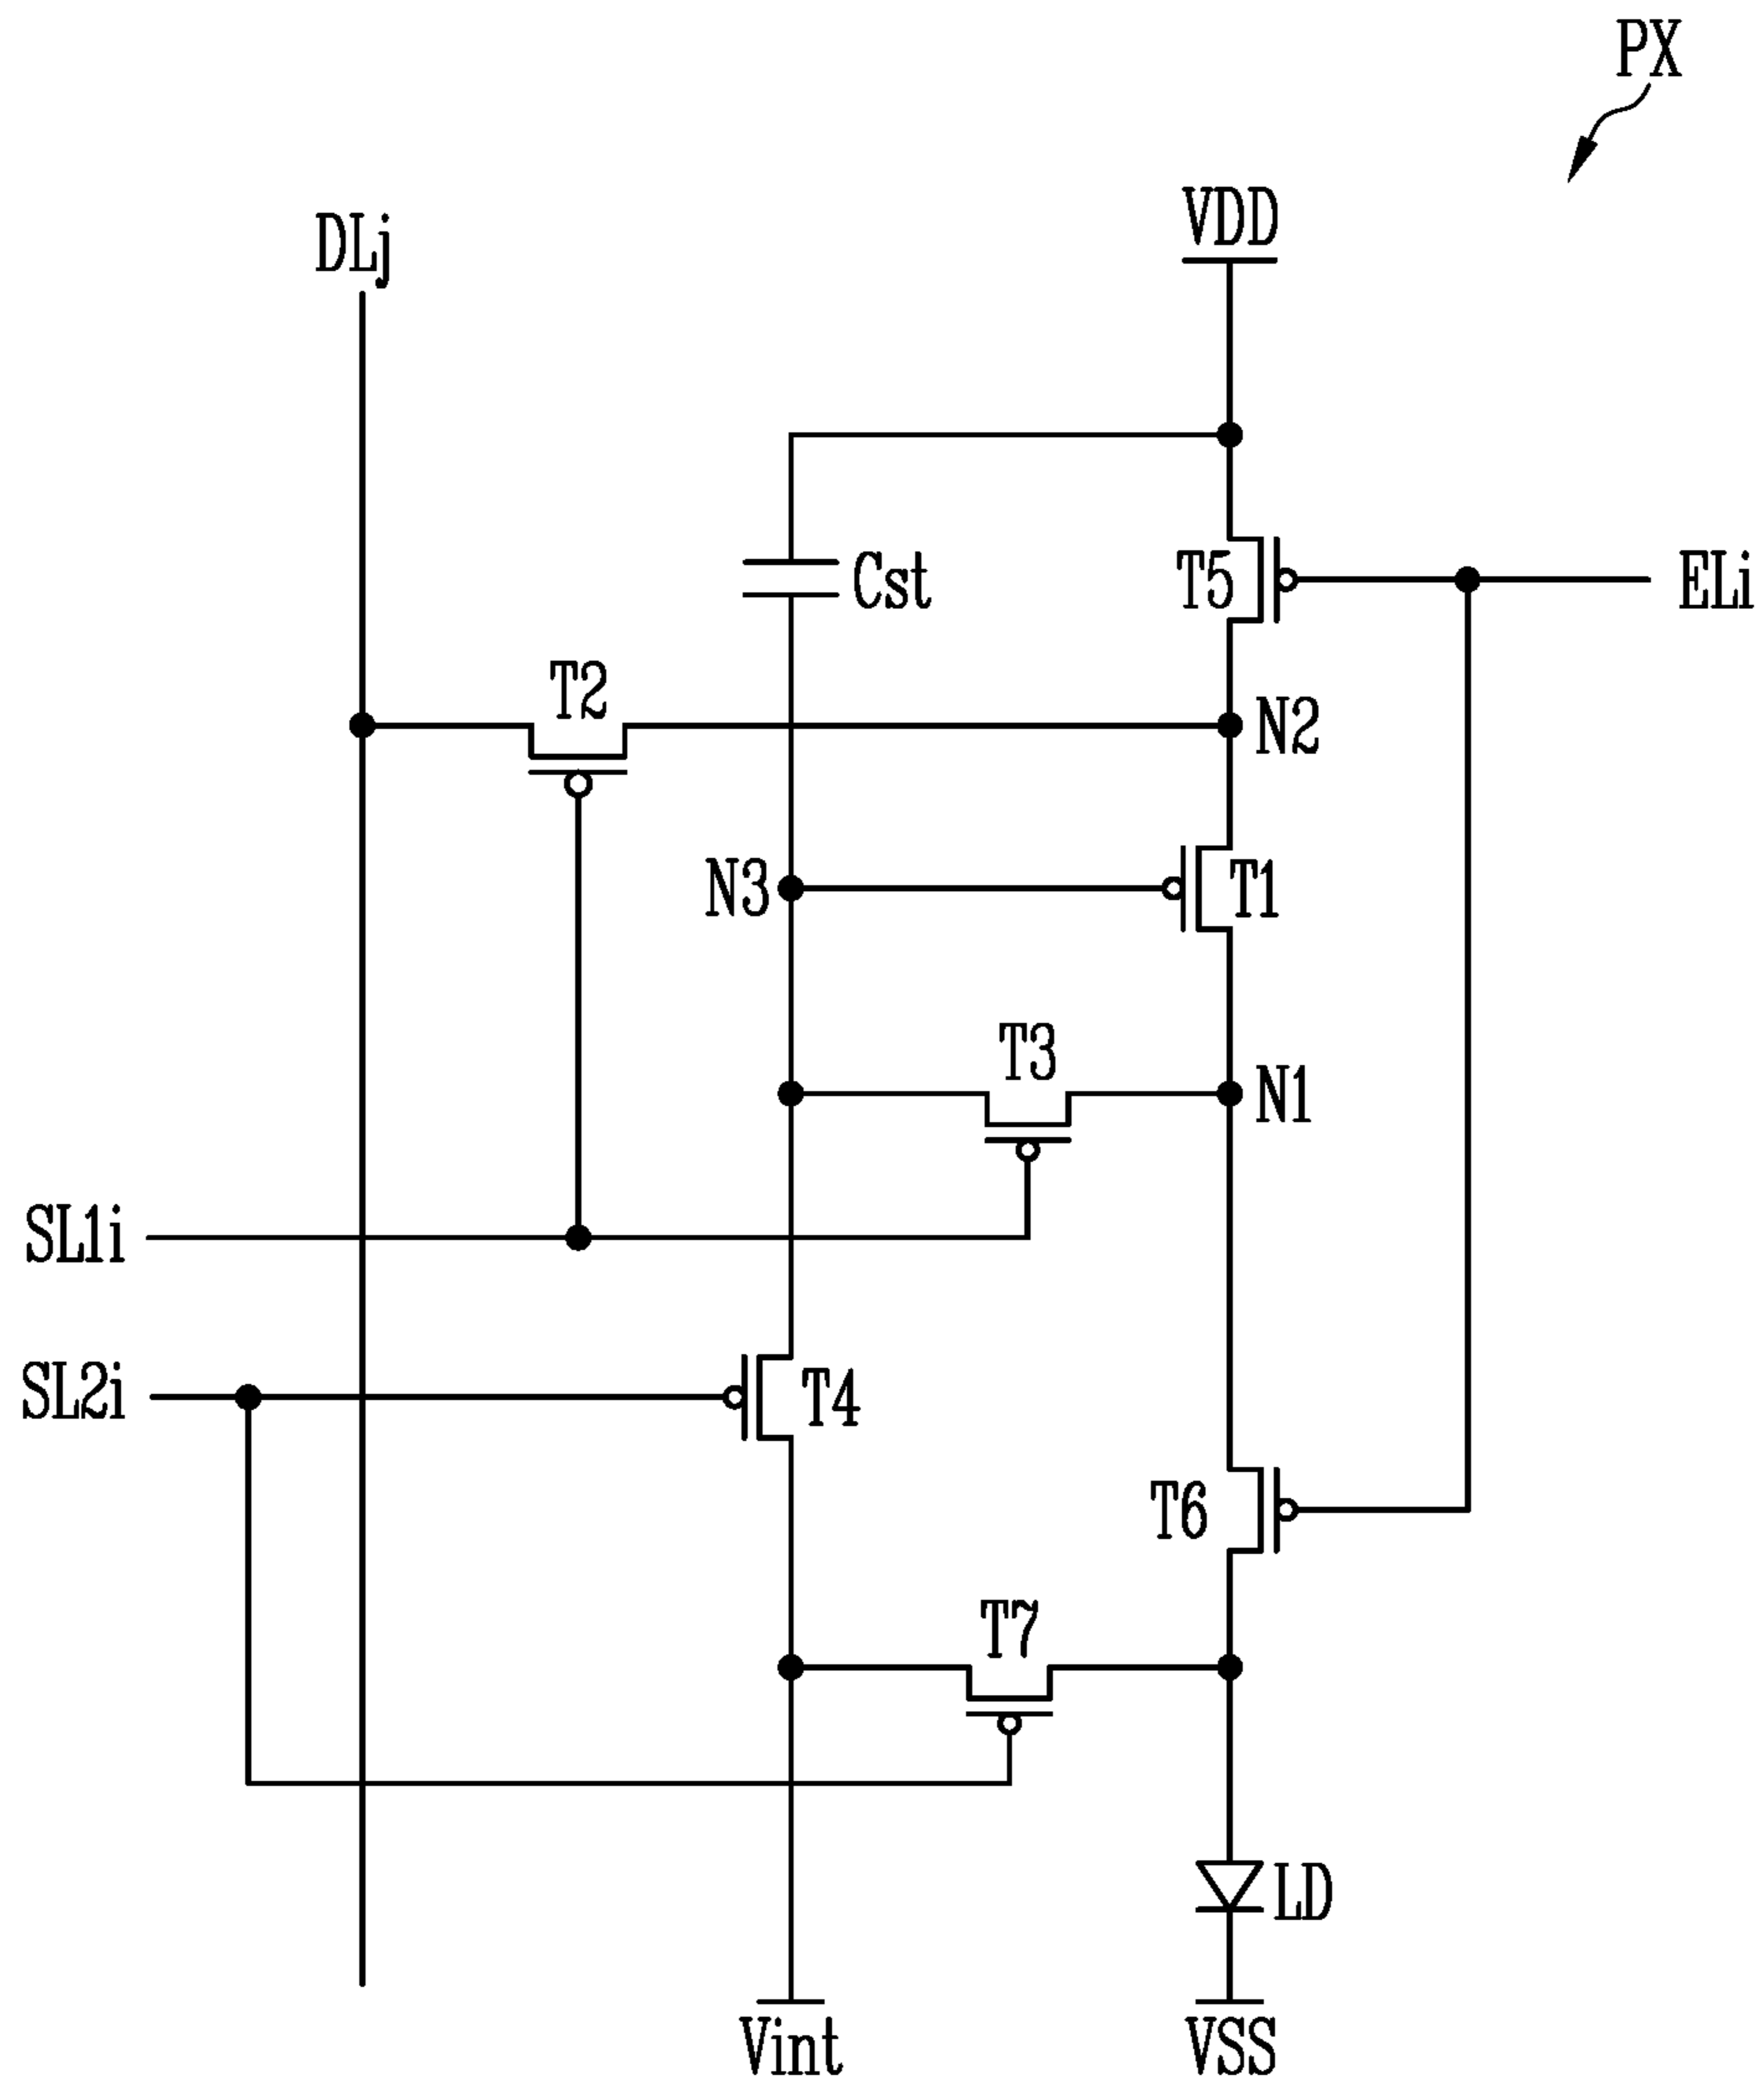 PX
VDD
DLj
Cst
T5
ELi
T2
N2
N3
T1
T3
N1
SL1i
SL2i
T4
T6
T7
LD
Vint
VSS